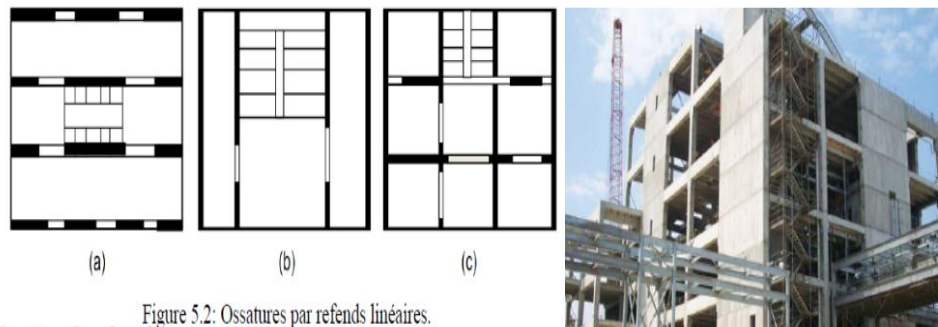 (a) (b) (c)
Figure 5.2: Ossatures par refends linéaires.